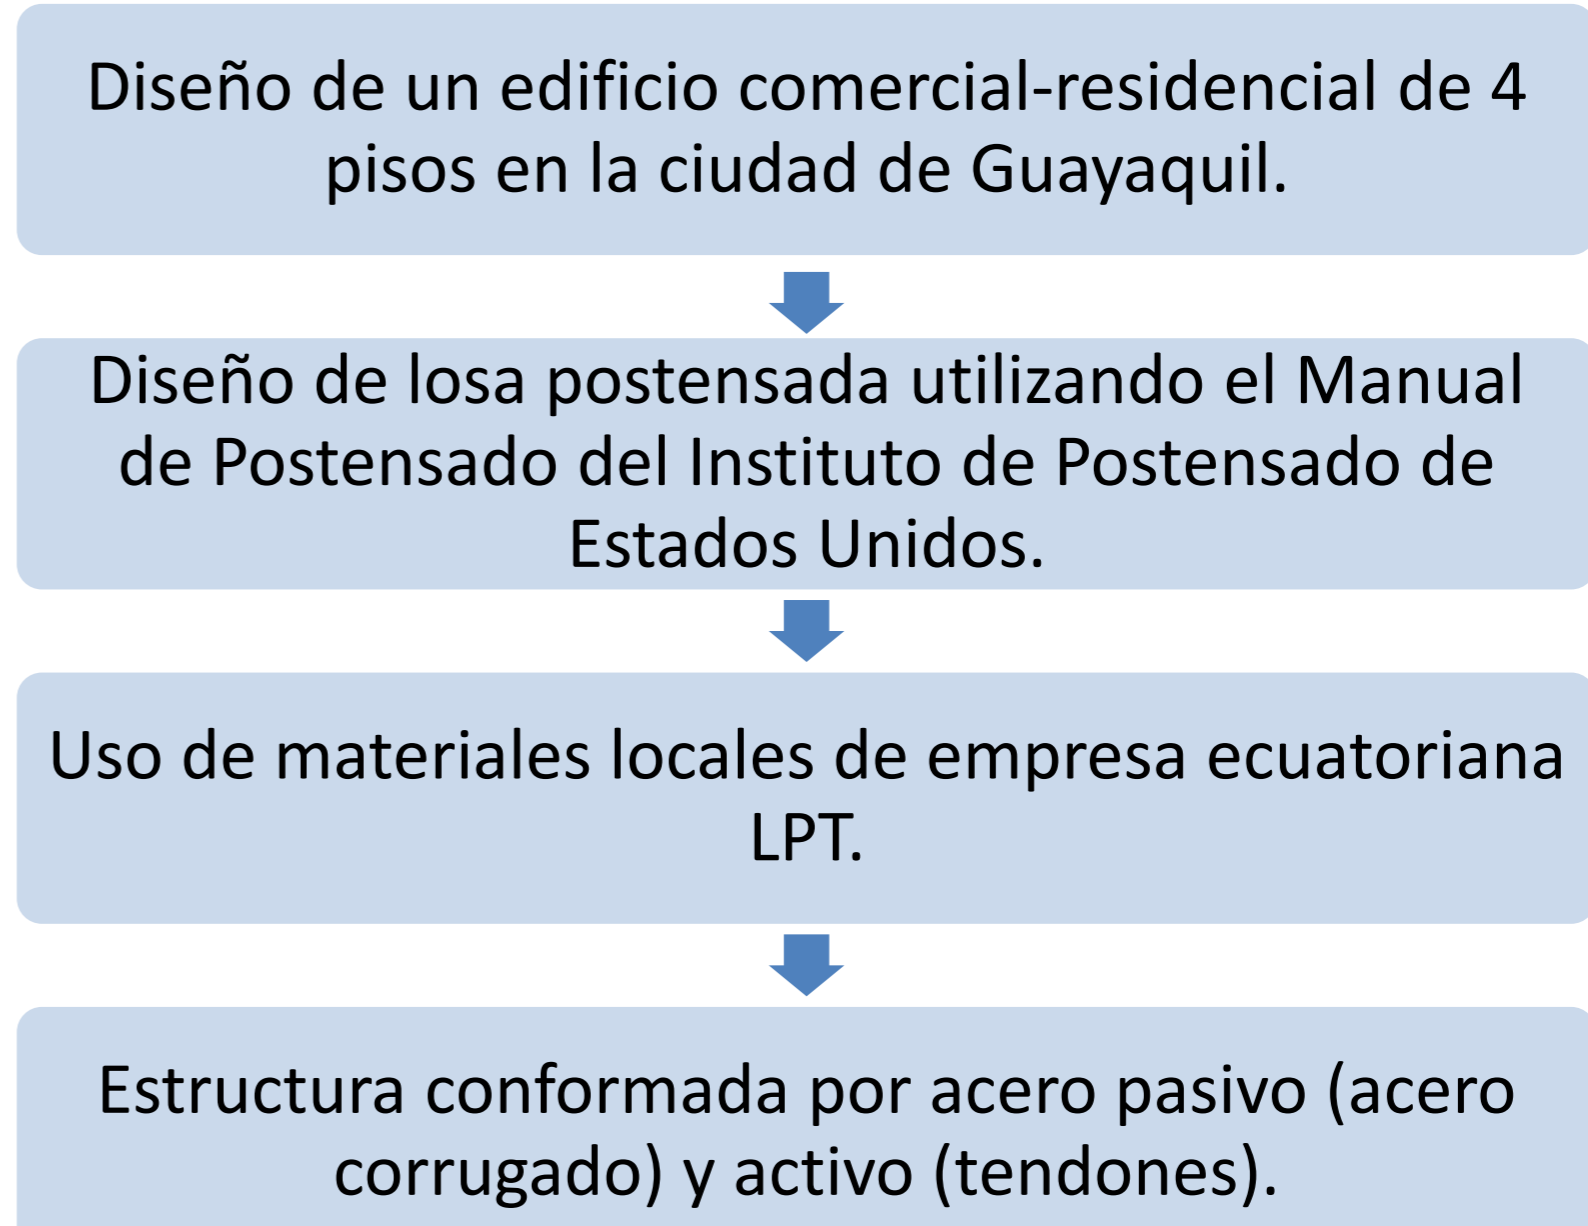 Diseño de un edificio comercial-residencial de 4
pisos en la ciudad de Guayaquil.
Diseño de losa postensada utilizando el Manual
de Postensado del Instituto de Postensado de
Estados Unidos.
Uso de materiales locales de empresa ecuatoriana
LPT.
Estructura conformada por acero pasivo (acero
corrugado) y activo (tendones).